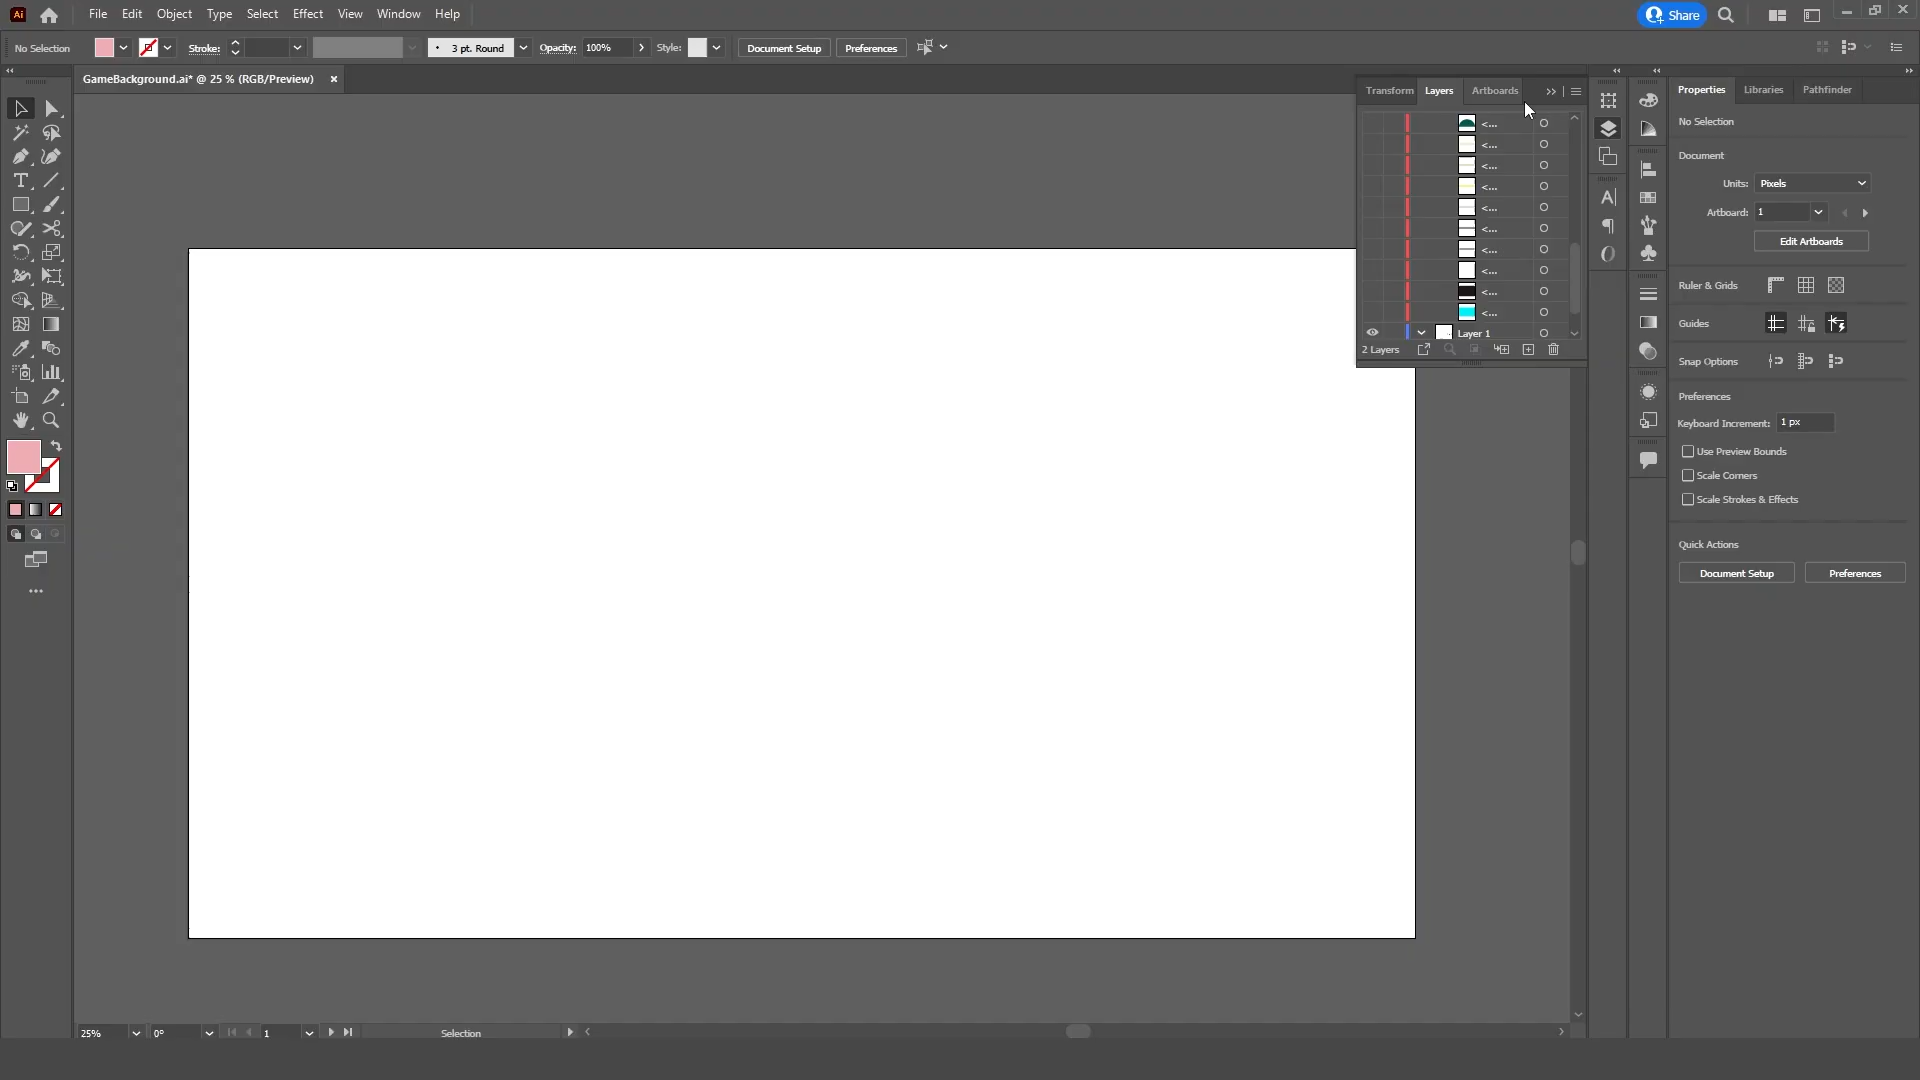 Ai File Edit Object Type Select Effect View Window Help Share
No Selection Stroke: 3 pt. Round Opacity: 100% Style: Document Setup Preferences
GameBackground.ai* @ 25 % (RGB/Preview)
Transform Layers Artboards
<...
<...
<...
<...
<...
<...
<...
<...
<...
<...
Layer 1
2 Layers
Properties Libraries Pathfinder
No Selection
Document
Units: Pixels
Artboard: 1
Edit Artboards
Ruler & Grids
Guides
Snap Options
Preferences
Keyboard Increment: 1 px
Use Preview Bounds
Scale Corners
Scale Strokes & Effects
Quick Actions
Document Setup Preferences
25% 0° 1 Selection